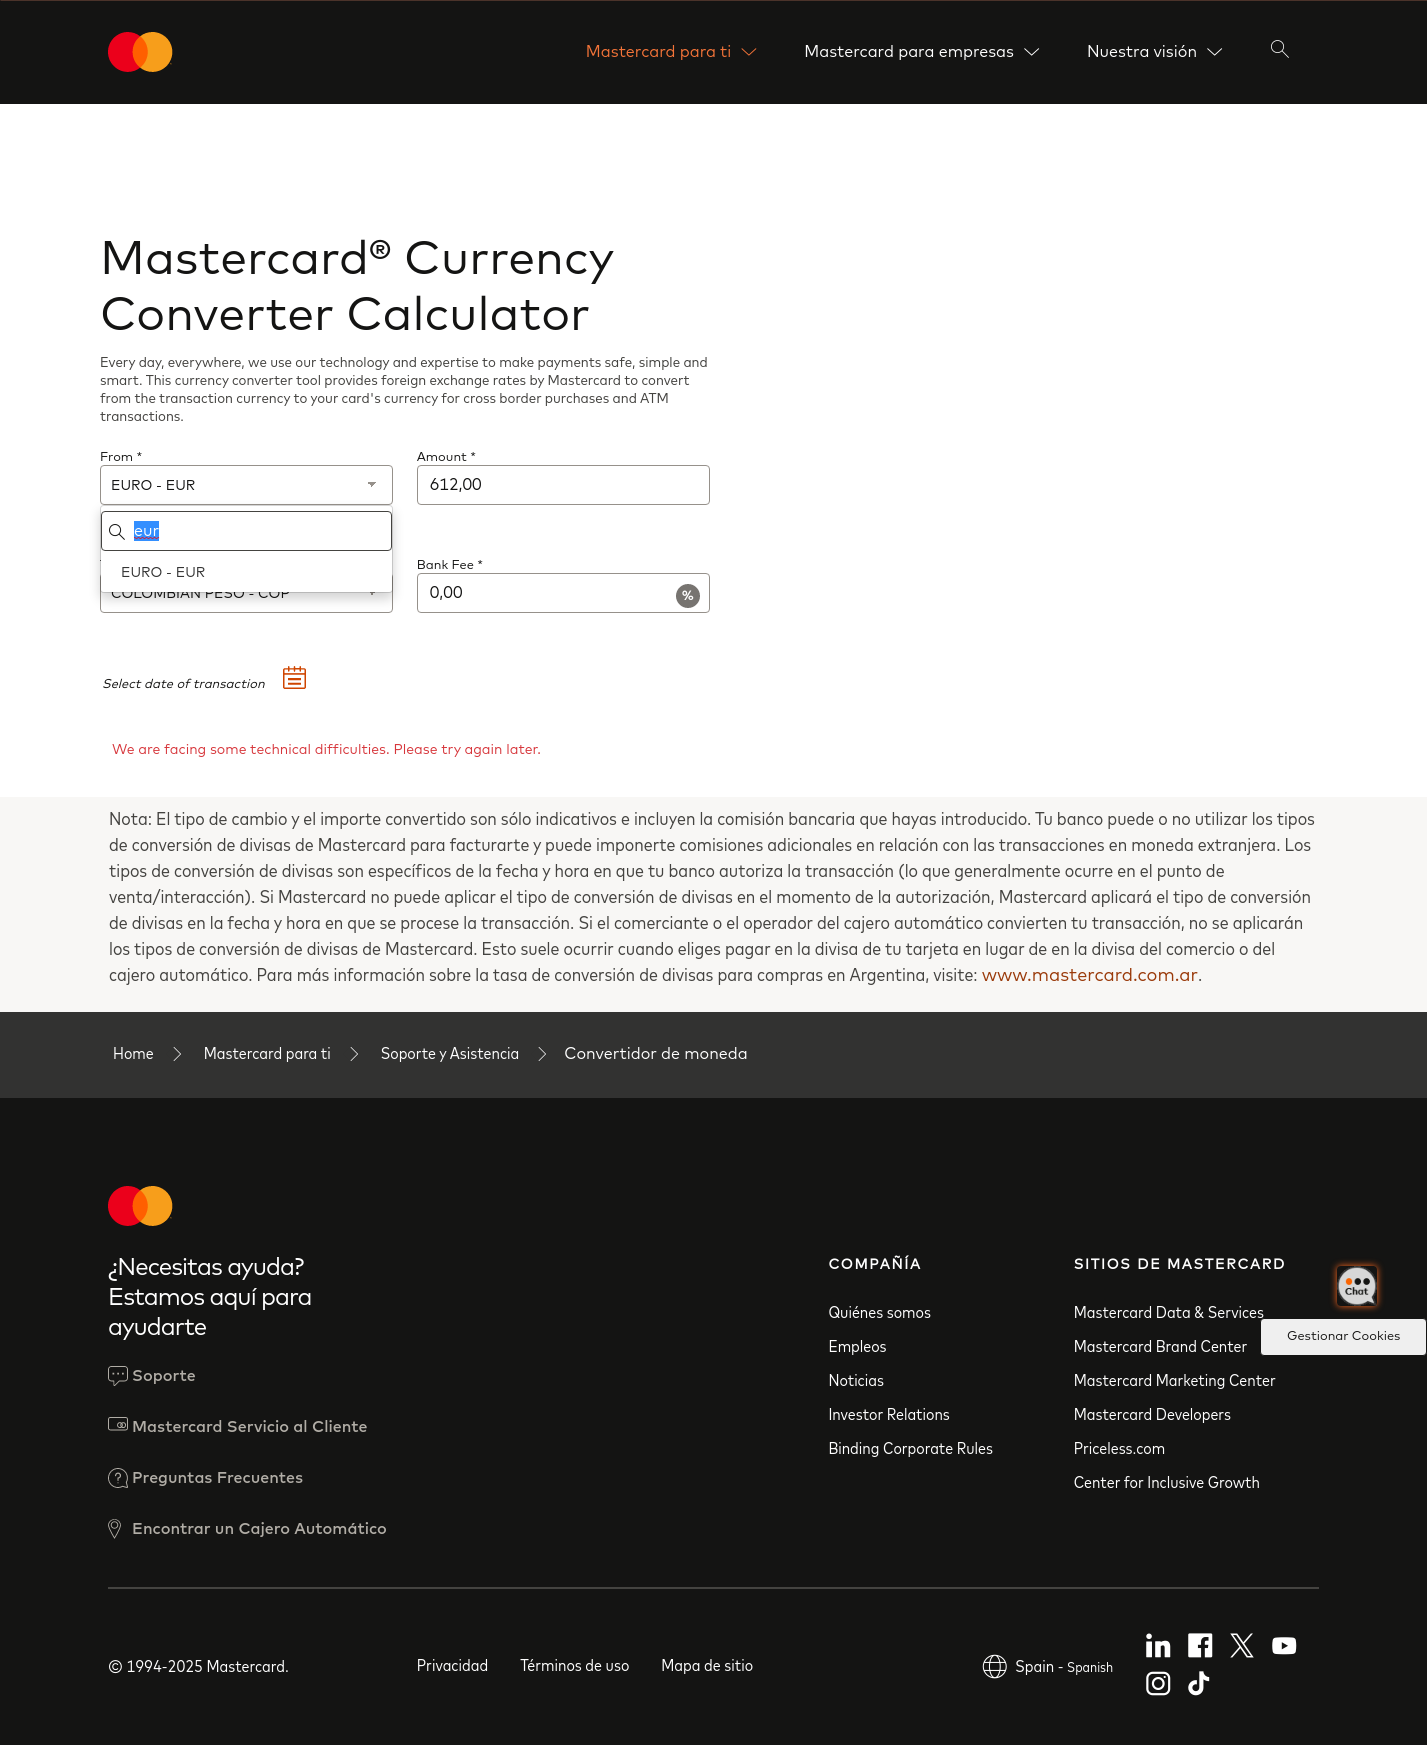 Mastercard para ti
Mastercard para empresas
Nuestra visión
Mastercard® Currency
Converter Calculator
Every day, everywhere, we use our technology and expertise to make payments safe, simple and
smart. This currency converter tool provides foreign exchange rates by Mastercard to convert
from the transaction currency to your card's currency for cross border purchases and ATM
transactions.
From *
Amount *
EURO - EUR
612,00
eur
EURO - EUR
Bank Fee *
COLOMBIAN PESO - COP
0,00
%
Select date of transaction
We are facing some technical difficulties. Please try again later.
Nota: El tipo de cambio y el importe convertido son sólo indicativos e incluyen la comisión bancaria que hayas introducido. Tu banco puede o no utilizar los tipos
de conversión de divisas de Mastercard para facturarte y puede imponerte comisiones adicionales en relación con las transacciones en moneda extranjera. Los
tipos de conversión de divisas son específicos de la fecha y hora en que tu banco autoriza la transacción (lo que generalmente ocurre en el punto de
venta/interacción). Si Mastercard no puede aplicar el tipo de conversión de divisas en el momento de la autorización, Mastercard aplicará el tipo de conversión
de divisas en la fecha y hora en que se procese la transacción. Si el comerciante o el operador del cajero automático convierten tu transacción, no se aplicarán
los tipos de conversión de divisas de Mastercard. Esto suele ocurrir cuando eliges pagar en la divisa de tu tarjeta en lugar de en la divisa del comercio o del
cajero automático. Para más información sobre la tasa de conversión de divisas para compras en Argentina, visite: www.mastercard.com.ar.
Home
Mastercard para ti
Soporte y Asistencia
Convertidor de moneda
¿Necesitas ayuda?
Estamos aquí para
ayudarte
Soporte
Mastercard Servicio al Cliente
Preguntas Frecuentes
Encontrar un Cajero Automático
COMPAÑÍA
Quiénes somos
Empleos
Noticias
Investor Relations
Binding Corporate Rules
SITIOS DE MASTERCARD
Mastercard Data & Services
Mastercard Brand Center
Mastercard Marketing Center
Mastercard Developers
Priceless.com
Center for Inclusive Growth
Chat
Gestionar Cookies
© 1994-2025 Mastercard.
Privacidad
Términos de uso
Mapa de sitio
Spain - Spanish